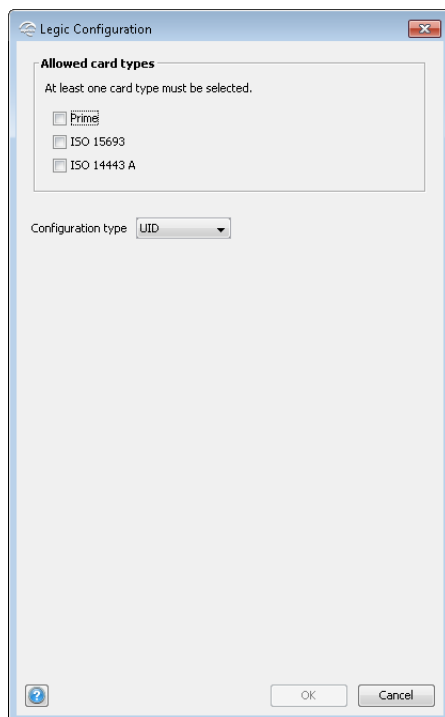 Legic Configuration
Allowed card types
At least one card type must be selected.
Prime
ISO 15693
ISO 14443 A
Configuration type UID
? OK Cancel